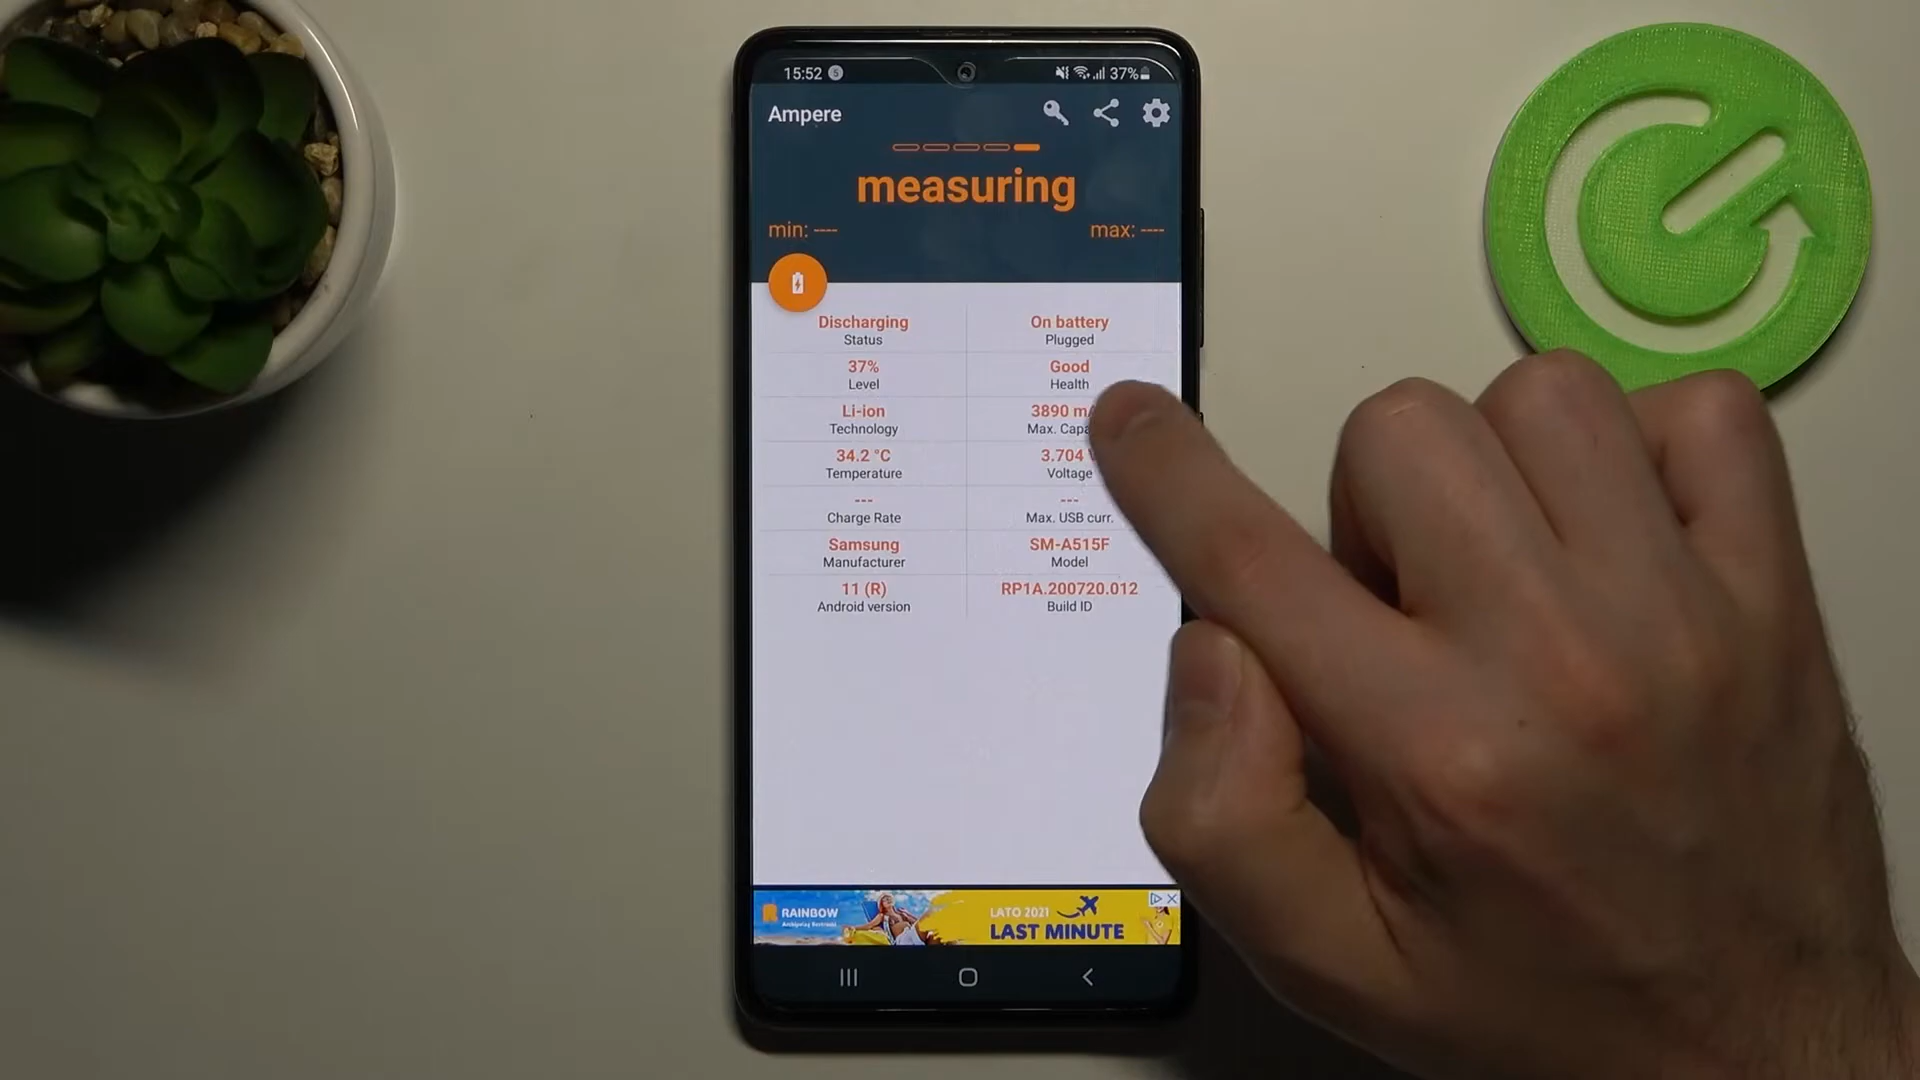 15:52 37%
Ampere
measuring
min: ---- max: ----
Discharging On battery
Status Plugged
37% Good
Level Health
Li-ion 3890
Technology Max.
34.2 °C 3.704
Temperature Voltage
--- ---
Charge Rate Max. USB curr.
Samsung SM-A515F
Manufacturer Model
11 (R) RP1A.200720.012
Android version Build ID
RAINBOW LATO 2021
LAST MINUTE